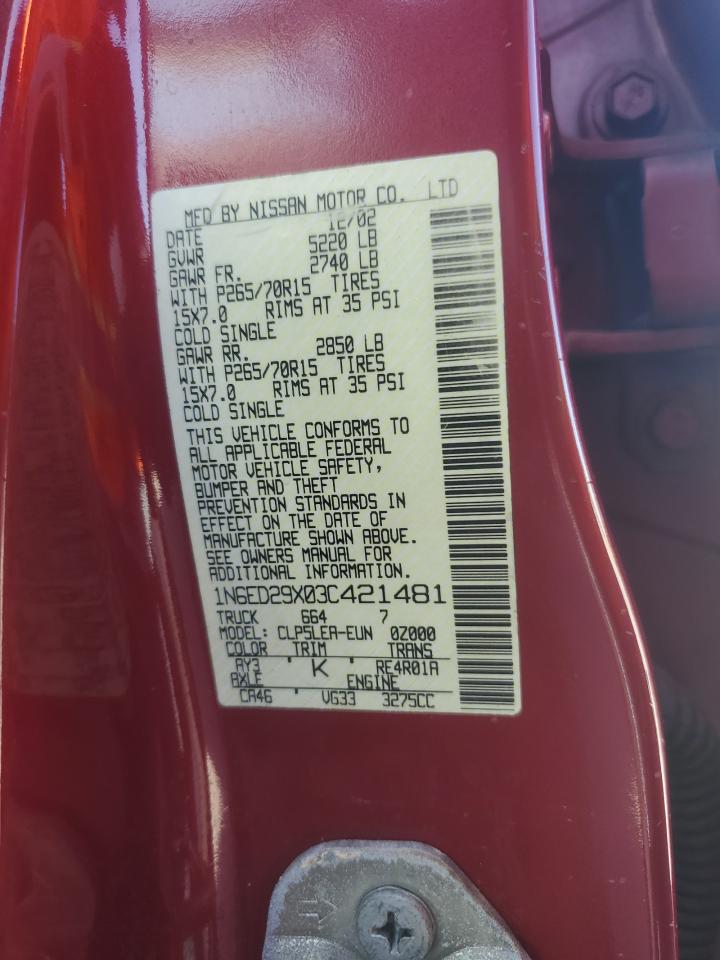 MFD BY NISSAN MOTOR CO. LTD
DATE 12/02
GVWR 5220 LB
GAWR FR. 2740 LB
WITH P265/70R15 TIRES
15X7.0 RIMS AT 35 PSI
COLD SINGLE
GAWR RR. 2850 LB
WITH P265/70R15 TIRES
15X7.0 RIMS AT 35 PSI
COLD SINGLE
THIS VEHICLE CONFORMS TO
ALL APPLICABLE FEDERAL
MOTOR VEHICLE SAFETY,
BUMPER AND THEFT
PREVENTION STANDARDS IN
EFFECT ON THE DATE OF
MANUFACTURE SHOWN ABOVE.
SEE OWNERS MANUAL FOR
ADDITIONAL INFORMATION.
1N6ED29X03C421481
TRUCK 664 7
MODEL: CLP5LEA-EUN 0Z000
COLOR TRIM TRANS
AY3 K RE4R01A
AXLE ENGINE
CA46 VG33 3275CC